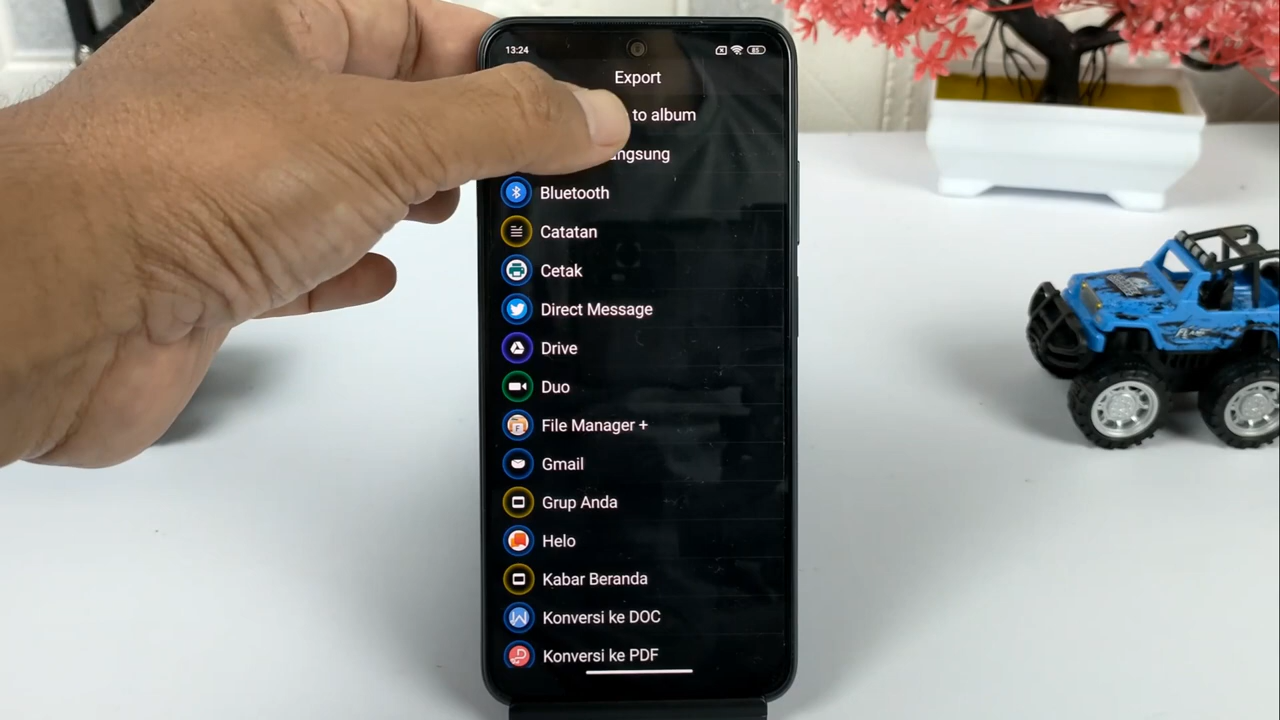 13:24
85
Export
to album
Bluetooth
Catatan
Cetak
Direct Message
Drive
Duo
File Manager +
Gmail
Grup Anda
Helo
Kabar Beranda
Konversi ke DOC
Konversi ke PDF